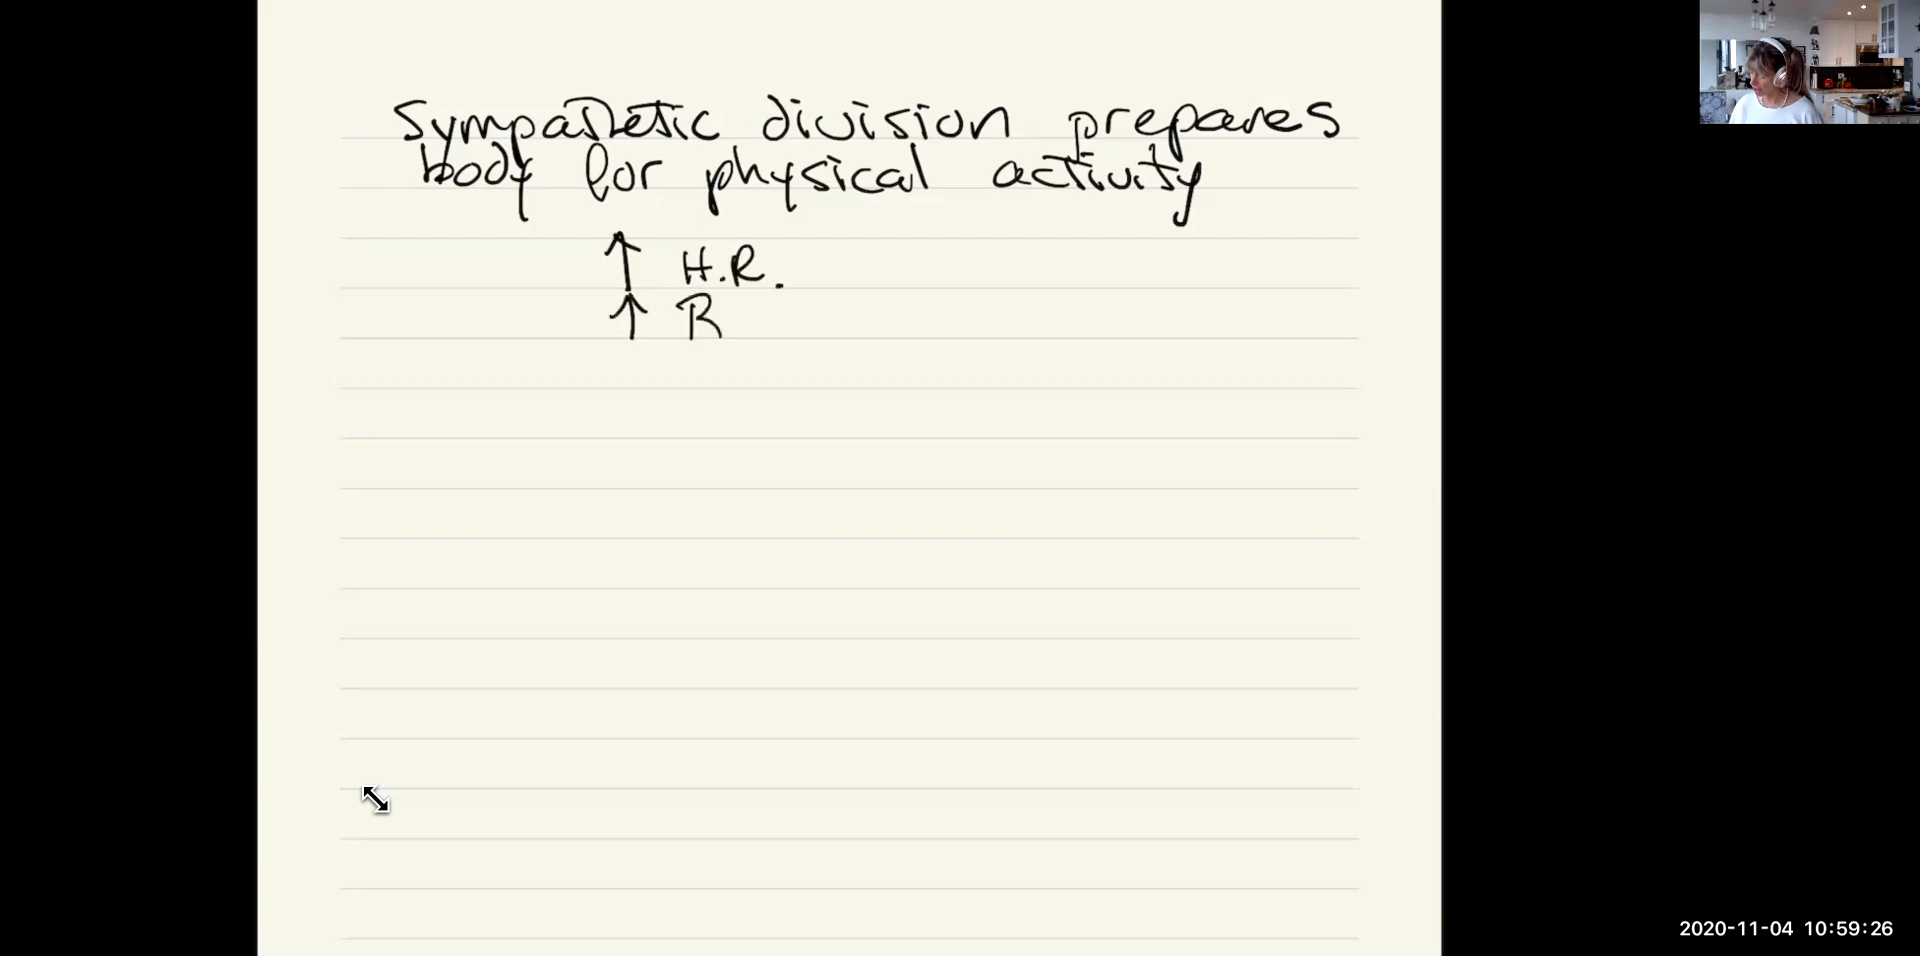 Sympathetic division prepares
body for physical activity
↑ H.R.
↑ R
2020-11-04 10:59:26